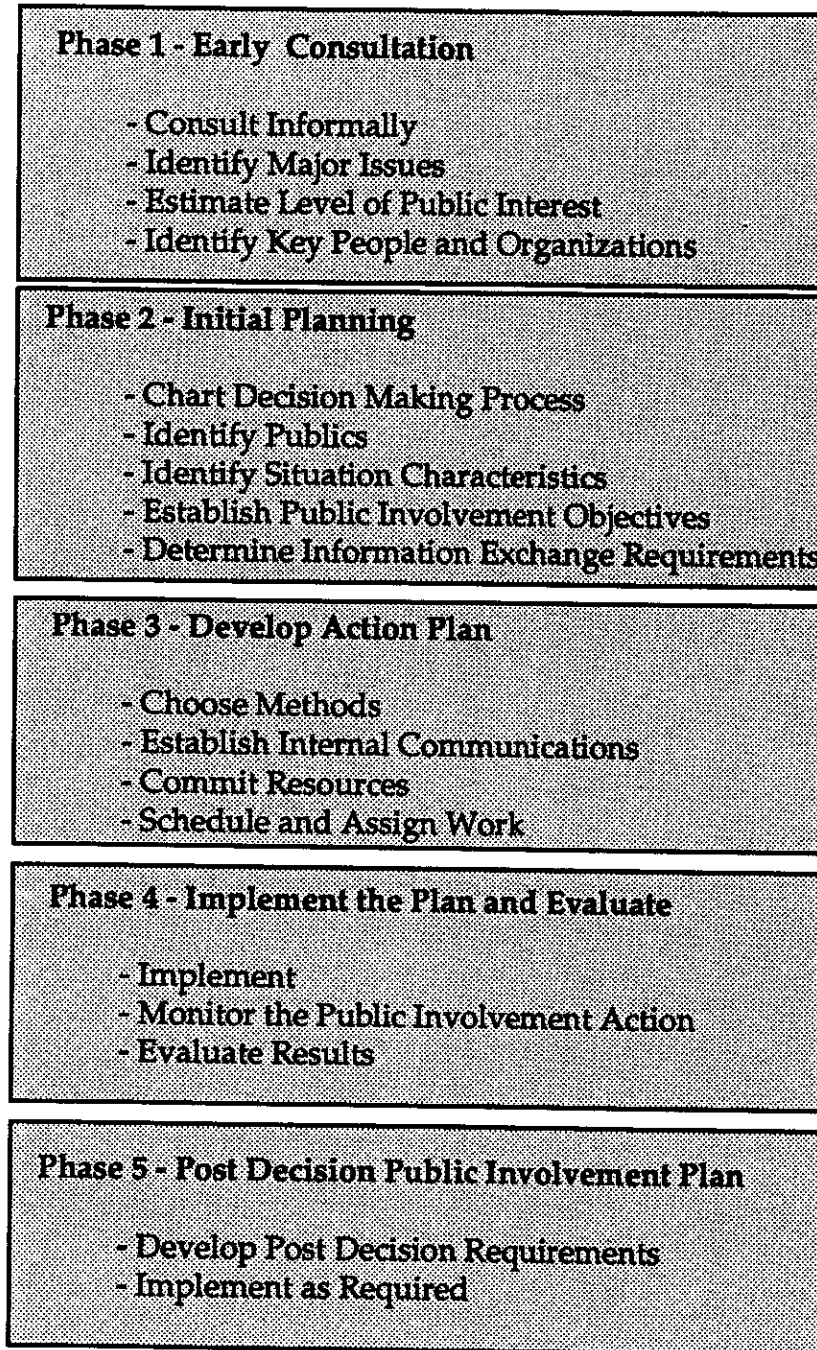 Phase 1 - Early Consultation
- Consult Informally
- Identify Major Issues
- Estimate Level of Public Interest
- Identify Key People and Organizations
Phase 2 - Initial Planning
- Chart Decision Making Process
- Identify Publics
- Identify Situation Characteristics
- Establish Public Involvement Objectives
- Determine Information Exchange Requirements
Phase 3 - Develop Action Plan
- Choose Methods
- Establish Internal Communications
- Commit Resources
- Schedule and Assign Work
Phase 4 - Implement the Plan and Evaluate
- Implement
- Monitor the Public Involvement Action
- Evaluate Results
Phase 5 - Post Decision Public Involvement Plan
- Develop Post Decision Requirements
- Implement as Required